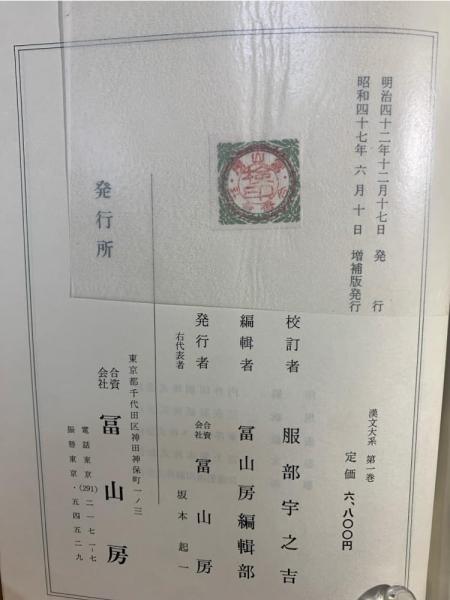 明治四十二年十二月十七日 発行
昭和四十七年六月十日 増補版発行
漢文大系 第一巻
定価 六、八〇〇円
校訂者 服部宇之吉
編輯者 冨山房編輯部
発行者 合資会社 冨山房
右代表者 坂本起一
発行所
東京都千代田区神田神保町一ノ三
合資会社 冨山房
電話東京(291)二一七一~七
振替東京・五四五二九
検印